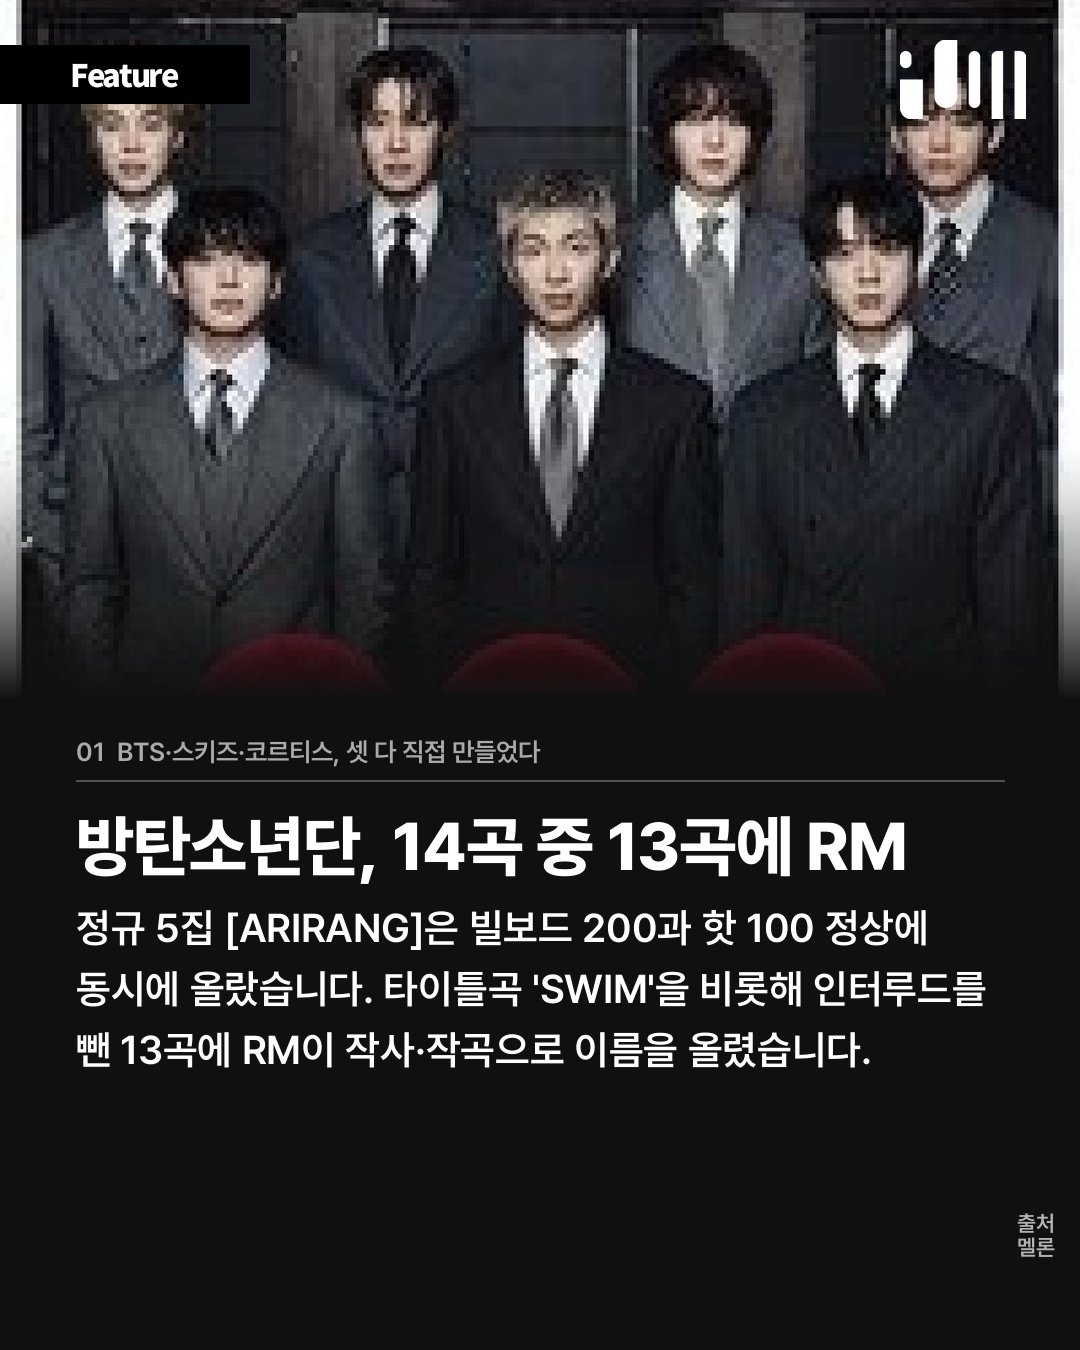 Feature
01 BTS·스키즈·코르티스, 셋 다 직접 만들었다
방탄소년단, 14곡 중 13곡에 RM
정규 5집 [ARIRANG]은 빌보드 200과 핫 100 정상에
동시에 올랐습니다. 타이틀곡 'SWIM'을 비롯해 인터루드를
뺀 13곡에 RM이 작사·작곡으로 이름을 올렸습니다.
출처
멜론